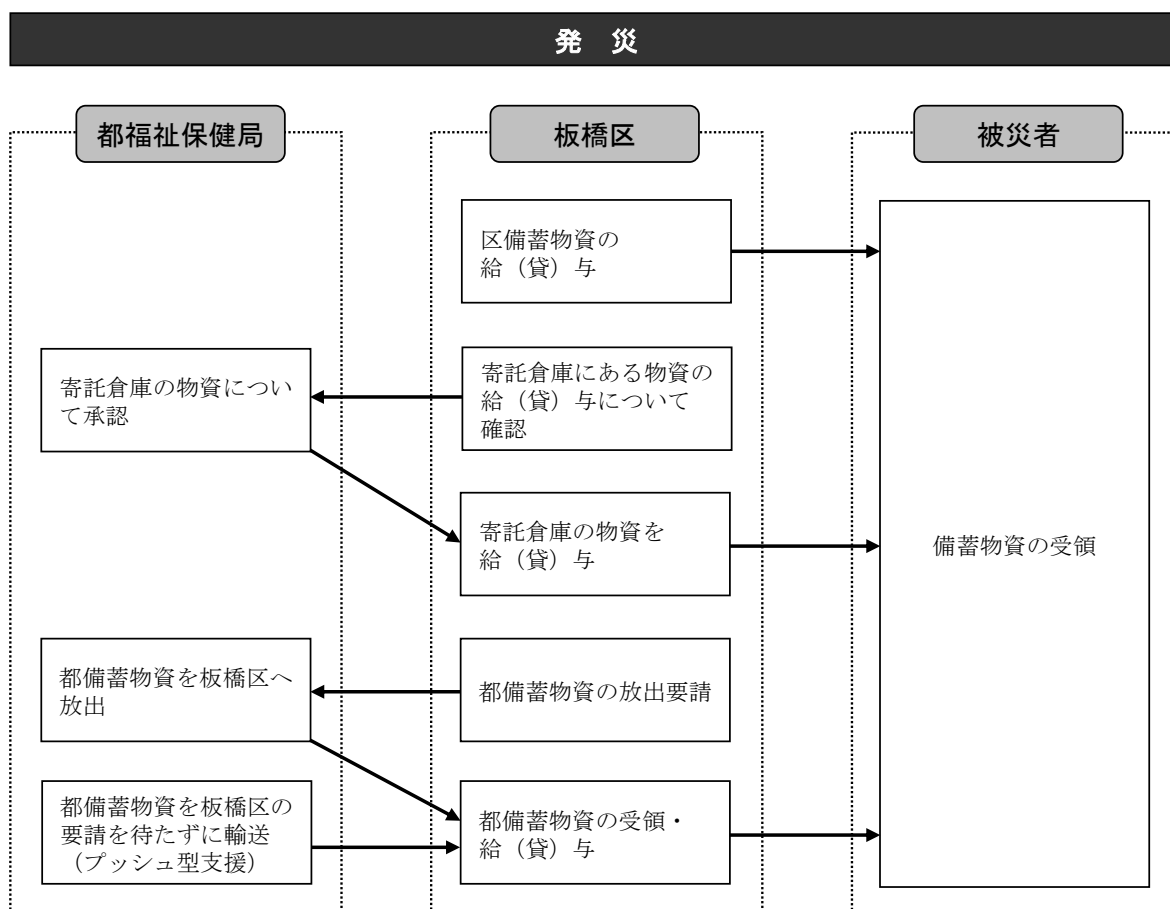 発 災
都福祉保健局
板橋区
被災者
区備蓄物資の
給（貸）与
寄託倉庫の物資につい
て承認
寄託倉庫にある物資の
給（貸）与について
確認
寄託倉庫の物資を
給（貸）与
備蓄物資の受領
都備蓄物資を板橋区へ
放出
都備蓄物資の放出要請
都備蓄物資を板橋区の
要請を待たずに輸送
（プッシュ型支援）
都備蓄物資の受領・
給（貸）与